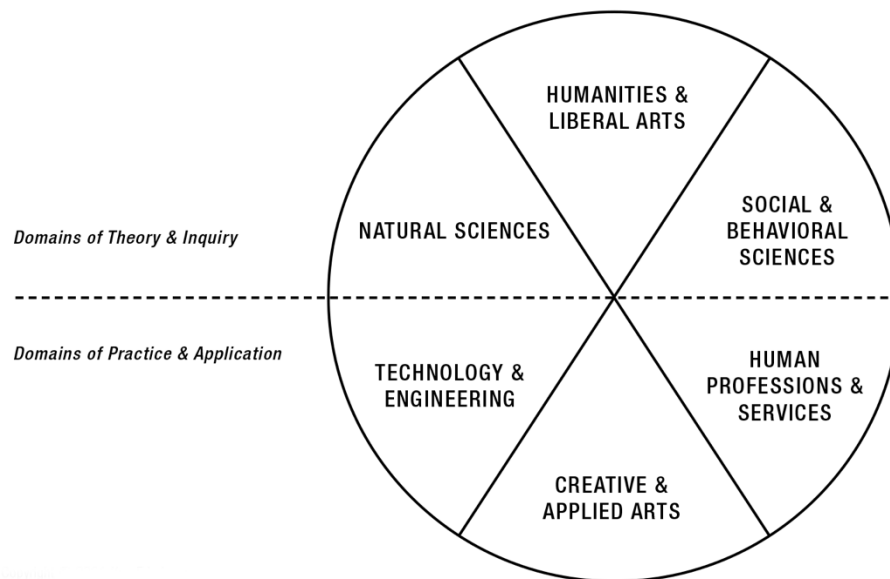 HUMANITIES &
LIBERAL ARTS
NATURAL SCIENCES
SOCIAL &
BEHAVIORAL
SCIENCES
Domains of Theory & Inquiry
Domains of Practice & Application
TECHNOLOGY &
ENGINEERING
HUMAN
PROFESSIONS &
SERVICES
CREATIVE &
APPLIED ARTS